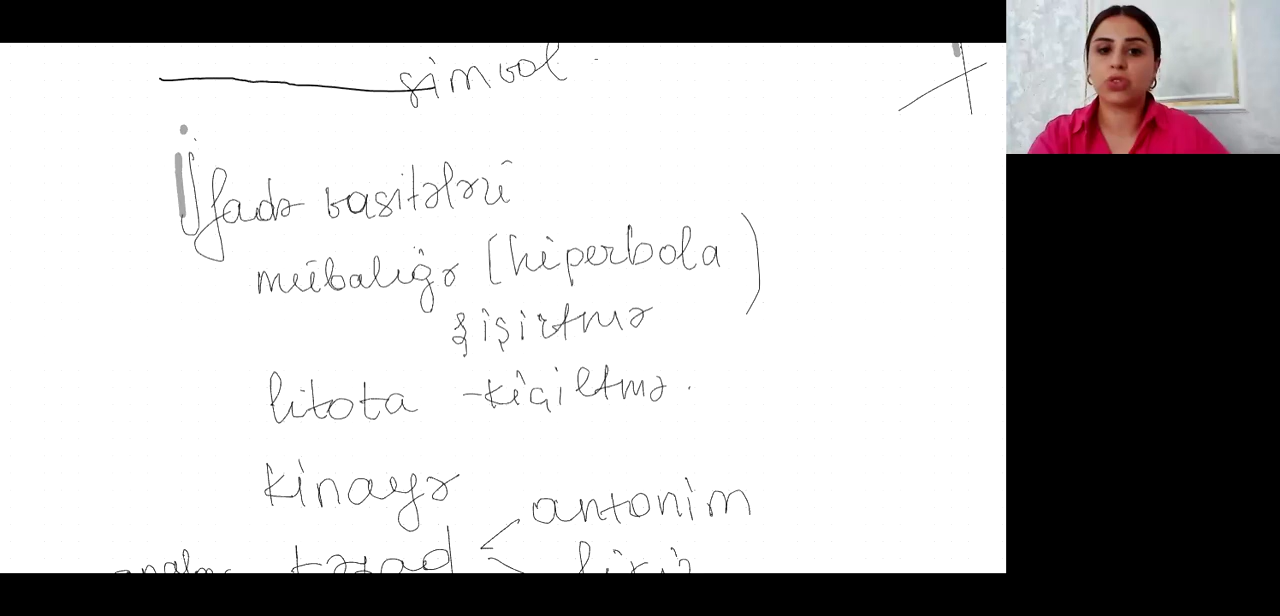 simvol
İfadə vasitələri
mübaliğə (hiperbola)
şişirtmə
litota - kiçiltmə.
kinayə
antonim
təzad <